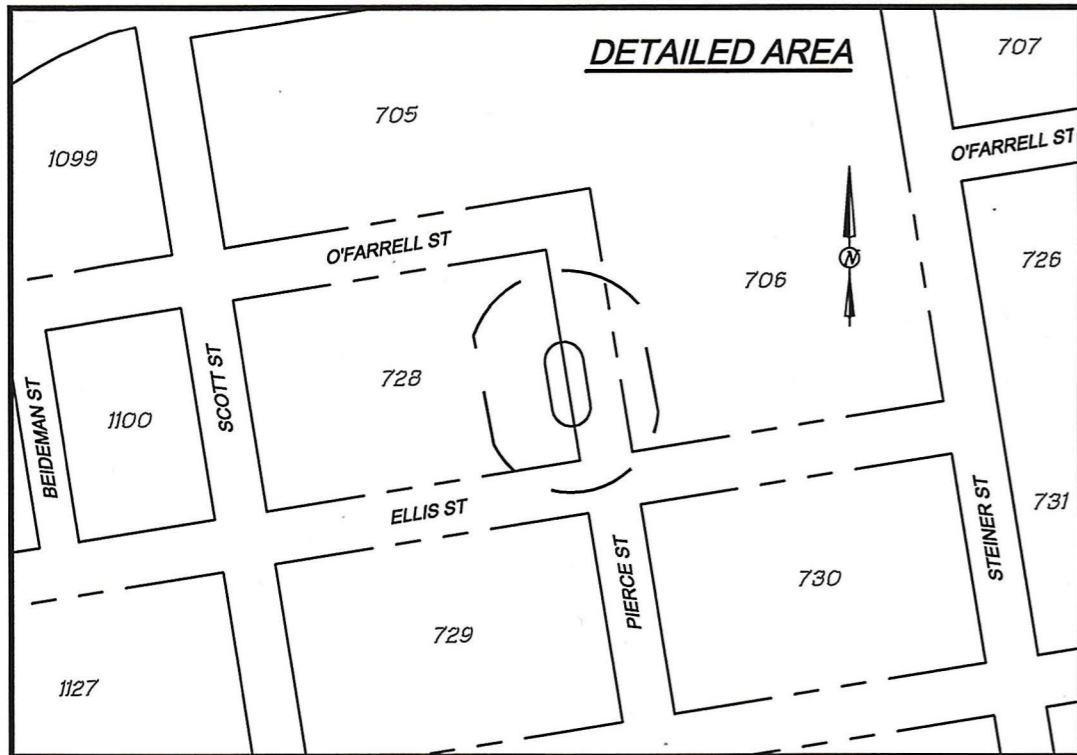 DETAILED AREA
707
705
1099
O'FARRELL ST
O'FARRELL ST
726
706
N
728
SCOTT ST
1100
BEIDEMAN ST
ELLIS ST
731
STEINER ST
PIERCE ST
730
729
1127